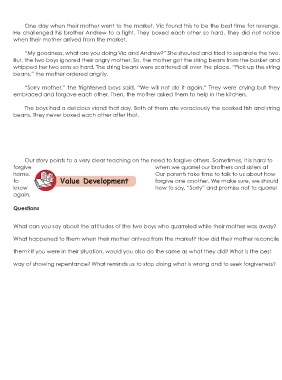 One day when their mother went to the market, Vic found this to be the best time for revenge.
He challenged his brother Andrew to a fight. They boxed each other so hard. They did not notice
when their mother arrived from the market.
"My goodness, what are you doing Vic and Andrew?" She shouted and tried to separate the two.
But, the two boys ignored their angry mother. So, the mother got the string beans from the basket and
whipped her two sons so hard. The string beans were scattered all over the place. "Pick up the string
beans," the mother ordered angrily.
"Sorry mother," the frightened boys said. "We will not do it again." They were crying but they
embraced and forgave each other. Then, the mother asked them to help in the kitchen.
The boys had a delicious viand that day. Both of them ate voraciously the cooked fish and string
beans. They never boxed each other after that.
Our story points to a very clear teaching on the need to forgive others. Sometimes, it is hard to
forgive when we quarrel our brothers and sisters at
home. Our parents take time to talk to us about how
to forgive one another. We make sure, we should
know how to say, "Sorry" and promise not to quarrel
again.
Value Development
Questions
What can you say about the attitudes of the two boys who quarreled while their mother was away?
What happened to them when their mother arrived from the market? How did their mother reconcile
them? If you were in their situation, would you also do the same as what they did? What is the best
way of showing repentance? What reminds us to stop doing what is wrong and to seek forgiveness?